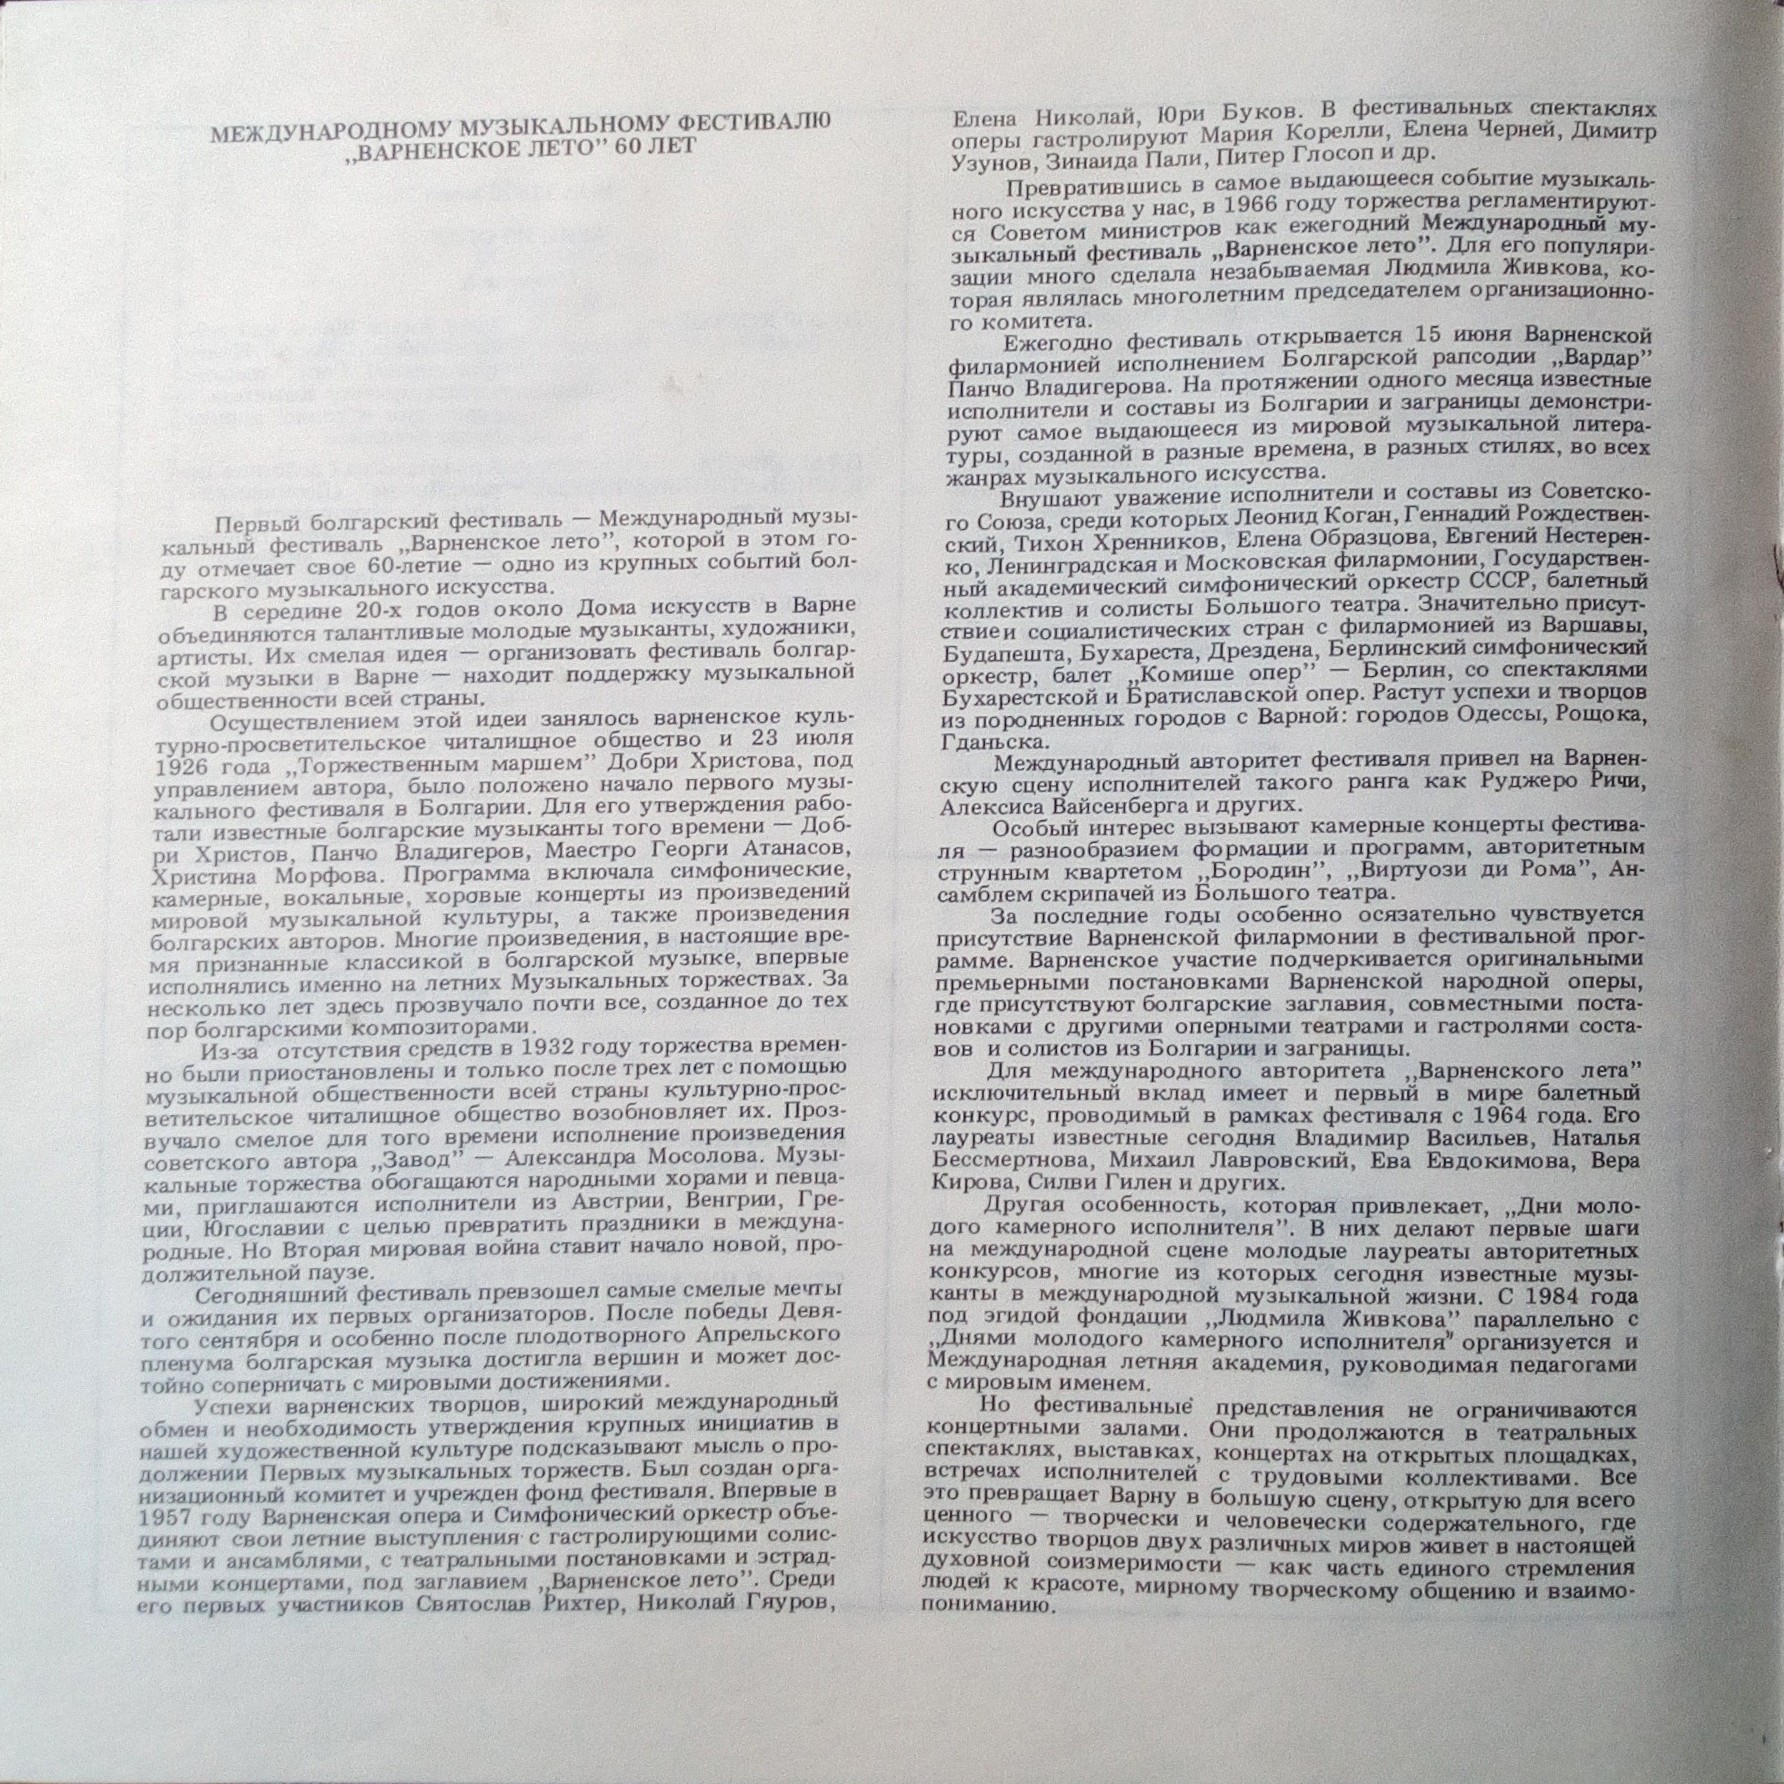 МЕЖДУНАРОДНОМУ МУЗЫКАЛЬНОМУ ФЕСТИВАЛЮ
„ВАРНЕНСКОЕ ЛЕТО” 60 ЛЕТ
Первый болгарский фестиваль — Международный музы-
кальный фестиваль „Варненское лето”, которой в этом го-
ду отмечает свое 60-летие — одно из крупных событий бол-
гарского музыкального искусства.
В середине 20-х годов около Дома искусств в Варне
объединяются талантливые молодые музыканты, художники,
артисты. Их смелая идея — организовать фестиваль болгар-
ской музыки в Варне — находит поддержку музыкальной
общественности всей страны.
Осуществлением этой идеи занялось варненское куль-
турно-просветительское читалищное общество и 23 июля
1926 года „Торжественным маршем” Добри Христова, под
управлением автора, было положено начало первого музы-
кального фестиваля в Болгарии. Для его утверждения рабо-
тали известные болгарские музыканты того времени — Доб-
ри Христов, Панчо Владигеров, Маестро Георги Атанасов,
Христина Морфова. Программа включала симфонические,
камерные, вокальные, хоровые концерты из произведений
мировой музыкальной культуры, а также произведения
болгарских авторов. Многие произведения, в настоящие вре-
мя признанные классикой в болгарской музыке, впервые
исполнялись именно на летних Музыкальных торжествах. За
несколько лет здесь прозвучало почти все, созданное до тех
пор болгарскими композиторами.
Из-за отсутствия средств в 1932 году торжества времен-
но были приостановлены и только после трех лет с помощью
музыкальной общественности всей страны культурно-прос-
ветительское читалищное общество возобновляет их. Проз-
вучало смелое для того времени исполнение произведения
советского автора „Завод” — Александра Мосолова. Музы-
кальные торжества обогащаются народными хорами и певца-
ми, приглашаются исполнители из Австрии, Венгрии, Гре-
ции, Югославии с целью превратить праздники в междуна-
родные. Но Вторая мировая война ставит начало новой, про-
должительной паузе.
Сегодняшний фестиваль превзошел самые смелые мечты
и ожидания их первых организаторов. После победы Девя-
того сентября и особенно после плодотворного Апрельского
пленума болгарская музыка достигла вершин и может дос-
тойно соперничать с мировыми достижениями.
Успехи варненских творцов, широкий международный
обмен и необходимость утверждения крупных инициатив в
нашей художественной культуре подсказывают мысль о про-
должении Первых музыкальных торжеств. Был создан орга-
низационный комитет и учрежден фонд фестиваля. Впервые в
1957 году Варненская опера и Симфонический оркестр объе-
диняют свои летние выступления с гастролирующими солис-
тами и ансамблями, с театральными постановками и эстрад-
ными концертами, под заглавием „Варненское лето”. Среди
его первых участников Святослав Рихтер, Николай Гяуров,
Елена Николай, Юри Буков. В фестивальных спектаклях
оперы гастролируют Мария Корелли, Елена Черней, Димитр
Узунов, Зинаида Пали, Питер Глосоп и др.
Превратившись в самое выдающееся событие музыкаль-
ного искусства у нас, в 1966 году торжества регламентируют-
ся Советом министров как ежегодний Международный му-
зыкальный фестиваль „Варненское лето”. Для его популяри-
зации много сделала незабываемая Людмила Живкова, ко-
торая являлась многолетним председателем организационно-
го комитета.
Ежегодно фестиваль открывается 15 июня Варненской
филармонией исполнением Болгарской рапсодии „Вардар”
Панчо Владигерова. На протяжении одного месяца известные
исполнители и составы из Болгарии и заграницы демонстри-
руют самое выдающееся из мировой музыкальной литера-
туры, созданной в разные времена, в разных стилях, во всех
жанрах музыкального искусства.
Внушают уважение исполнители и составы из Советско-
го Союза, среди которых Леонид Коган, Геннадий Рождествен-
ский, Тихон Хренников, Елена Образцова, Евгений Нестерен-
ко, Ленинградская и Московская филармонии, Государствен-
ный академический симфонический оркестр СССР, балетный
коллектив и солисты Большого театра. Значительно присут-
ствие и социалистических стран с филармонией из Варшавы,
Будапешта, Бухареста, Дрездена, Берлинский симфонический
оркестр, балет „Комише опер” — Берлин, со спектаклями
Бухарестской и Братиславской опер. Растут успехи и творцов
из породненных городов с Варной: городов Одессы, Рощока,
Гданьска.
Международный авторитет фестиваля привел на Варнен-
скую сцену исполнителей такого ранга как Руджеро Ричи,
Алексиса Вайсенберга и других.
Особый интерес вызывают камерные концерты фестива-
ля — разнообразием формации и программ, авторитетным
струнным квартетом „Бородин”, „Виртуози ди Рома”, Ан-
самблем скрипачей из Большого театра.
За последние годы особенно осязательно чувствуется
присутствие Варненской филармонии в фестивальной прог-
рамме. Варненское участие подчеркивается оригинальными
премьерными постановками Варненской народной оперы,
где присутствуют болгарские заглавия, совместными поста-
новками с другими оперными театрами и гастролями соста-
вов и солистов из Болгарии и заграницы.
Для международного авторитета „Варненского лета”
исключительный вклад имеет и первый в мире балетный
конкурс, проводимый в рамках фестиваля с 1964 года. Его
лауреаты известные сегодня Владимир Васильев, Наталья
Бессмертнова, Михаил Лавровский, Ева Евдокимова, Вера
Кирова, Силви Гилен и других.
Другая особенность, которая привлекает, „Дни моло-
дого камерного исполнителя”. В них делают первые шаги
на международной сцене молодые лауреаты авторитетных
конкурсов, многие из которых сегодня известные музы-
канты в международной музыкальной жизни. С 1984 года
под эгидой фондации „Людмила Живкова” параллельно с
„Днями молодого камерного исполнителя” организуется и
Международная летняя академия, руководимая педагогами
с мировым именем.
Но фестивальные представления не ограничиваются
концертными залами. Они продолжаются в театральных
спектаклях, выставках, концертах на открытых площадках,
встречах исполнителей с трудовыми коллективами. Все
это превращает Варну в большую сцену, открытую для всего
ценного — творчески и человечески содержательного, где
искусство творцов двух различных миров живет в настоящей
духовной соизмеримости — как часть единого стремления
людей к красоте, мирному творческому общению и взаимо-
пониманию.